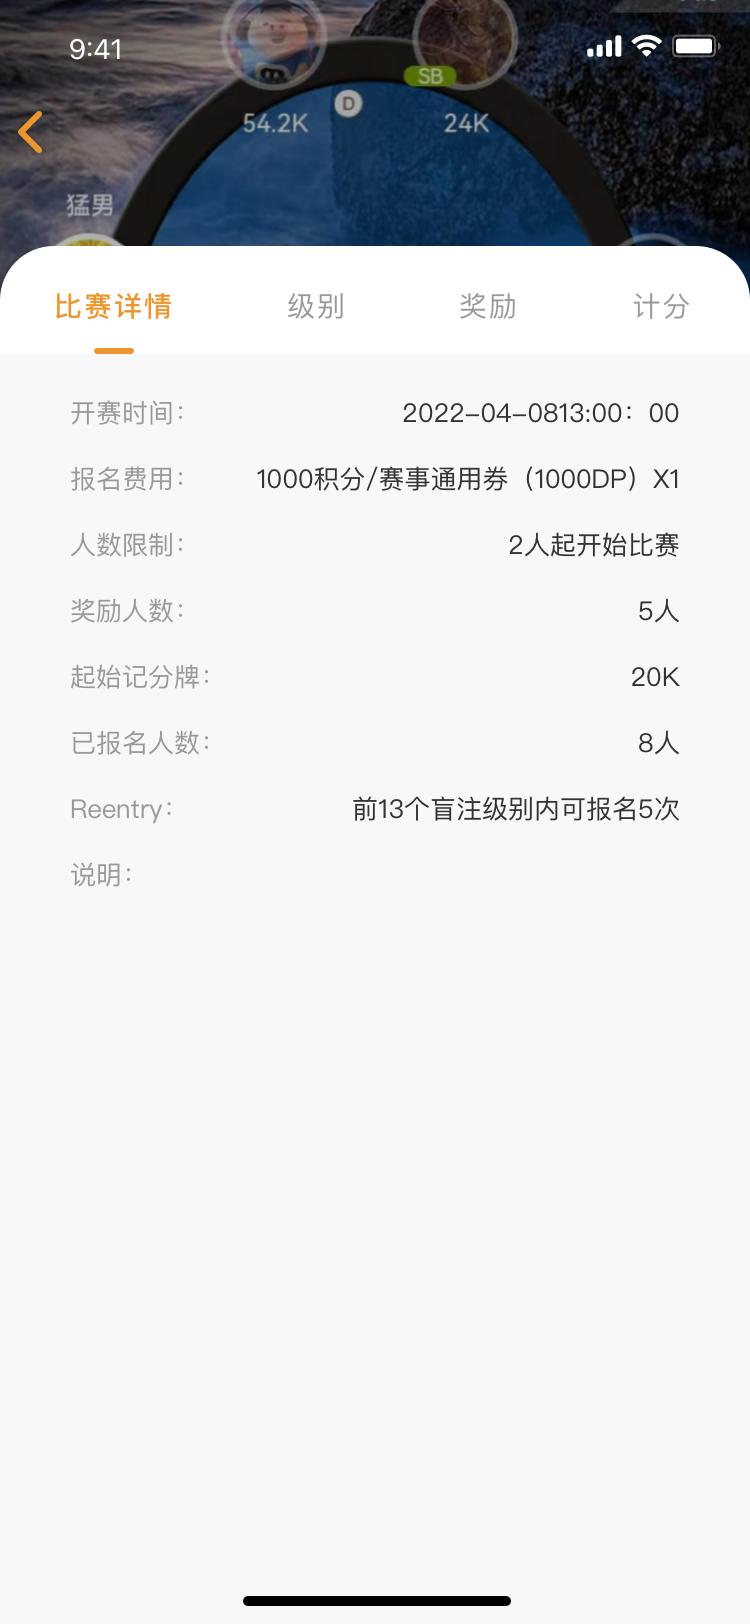 9:41
SB
D
54.2K
24K
猛男
比赛详情
级别
奖励
计分
开赛时间：
2022-04-0813:00：00
报名费用：
1000积分/赛事通用券（1000DP）X1
人数限制：
2人起开始比赛
奖励人数：
5人
起始记分牌：
20K
已报名人数：
8人
Reentry：
前13个盲注级别内可报名5次
说明：